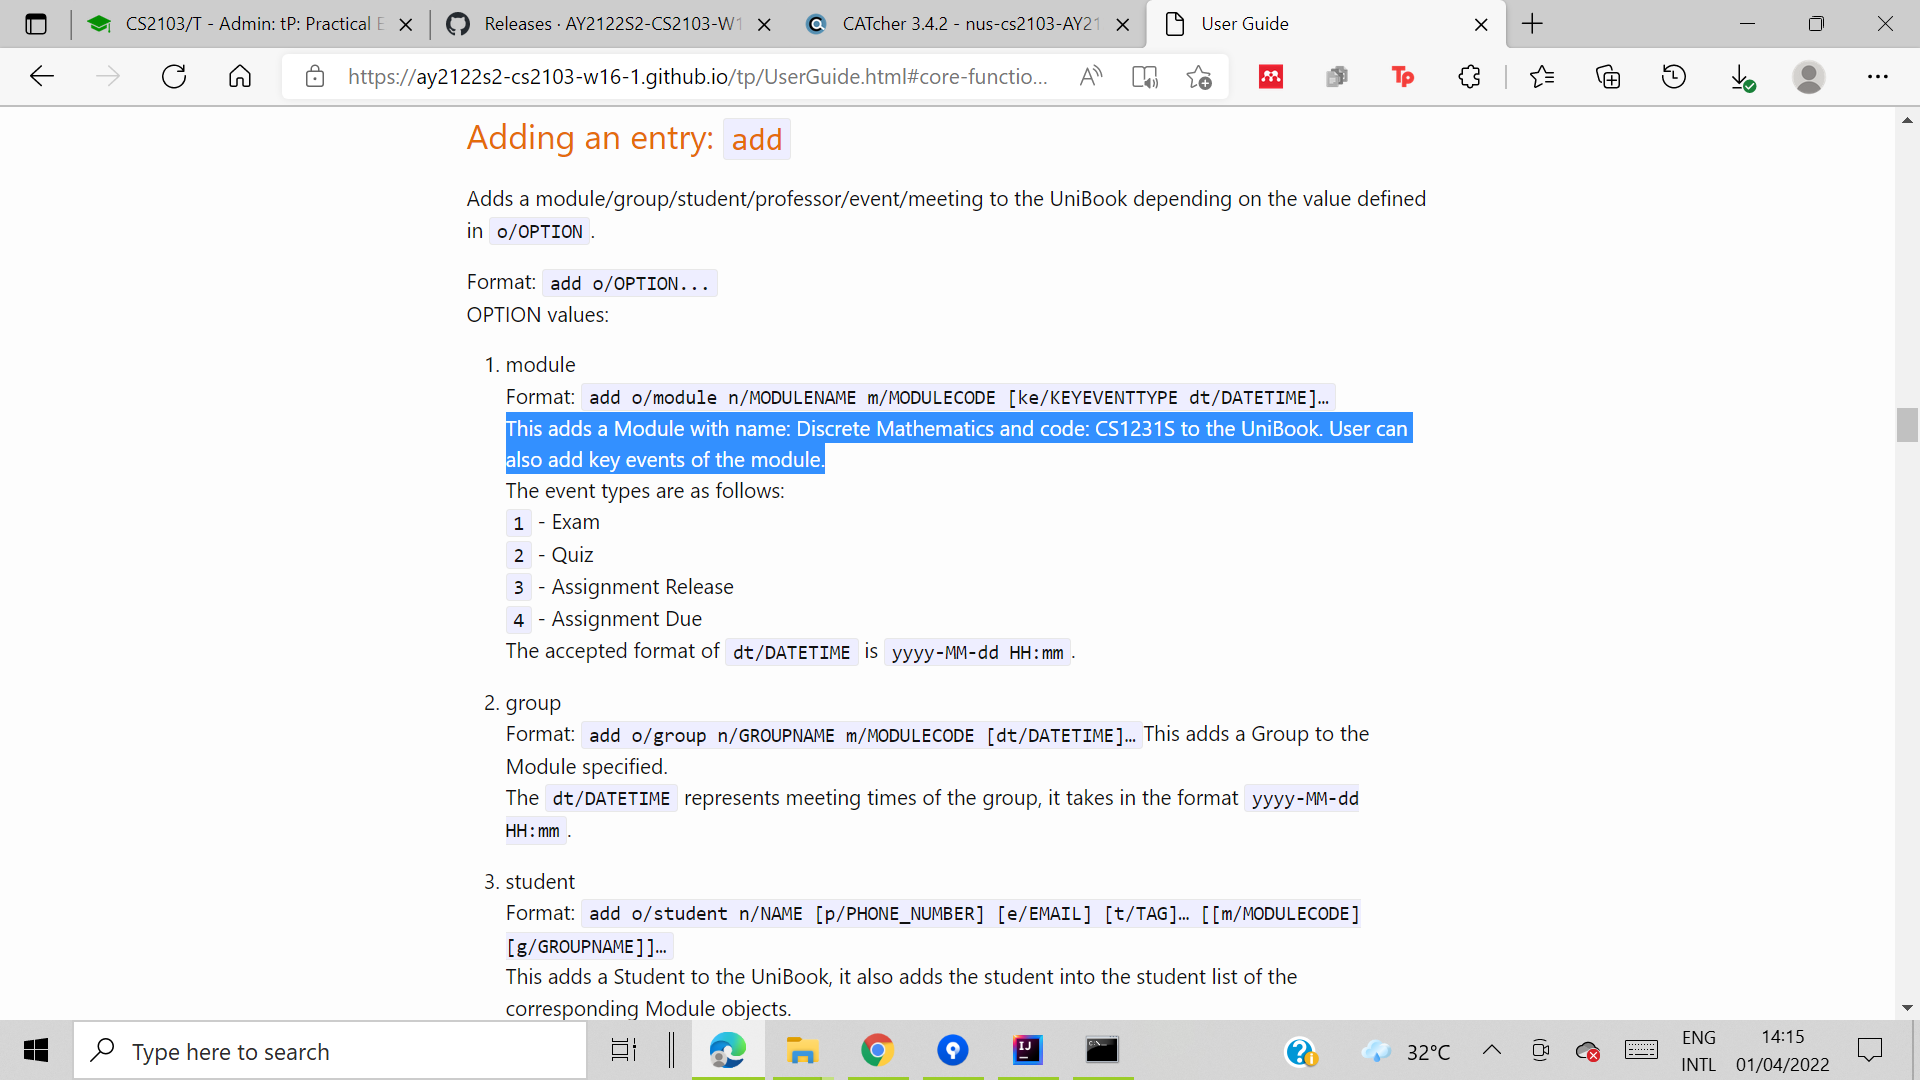 CS2103/T - Admin: tP: Practical E
Releases · AY2122S2-CS2103-W1
CATcher 3.4.2 - nus-cs2103-AY21
User Guide
https://ay2122s2-cs2103-w16-1.github.io/tp/UserGuide.html#core-functio...
Adding an entry: add
Adds a module/group/student/professor/event/meeting to the UniBook depending on the value defined
in o/OPTION.
Format: add o/OPTION...
OPTION values:
1. module
Format: add o/module n/MODULENAME m/MODULECODE [ke/KEYEVENTTYPE dt/DATETIME]…
This adds a Module with name: Discrete Mathematics and code: CS1231S to the UniBook. User can
also add key events of the module.
The event types are as follows:
1 - Exam
2 - Quiz
3 - Assignment Release
4 - Assignment Due
The accepted format of dt/DATETIME is yyyy-MM-dd HH:mm.
2. group
Format: add o/group n/GROUPNAME m/MODULECODE [dt/DATETIME]… This adds a Group to the
Module specified.
The dt/DATETIME represents meeting times of the group, it takes in the format yyyy-MM-dd
HH:mm.
3. student
Format: add o/student n/NAME [p/PHONE_NUMBER] [e/EMAIL] [t/TAG]… [[m/MODULECODE]
[g/GROUPNAME]]…
This adds a Student to the UniBook, it also adds the student into the student list of the
corresponding Module objects.
Type here to search
32°C
ENG
INTL
14:15
01/04/2022